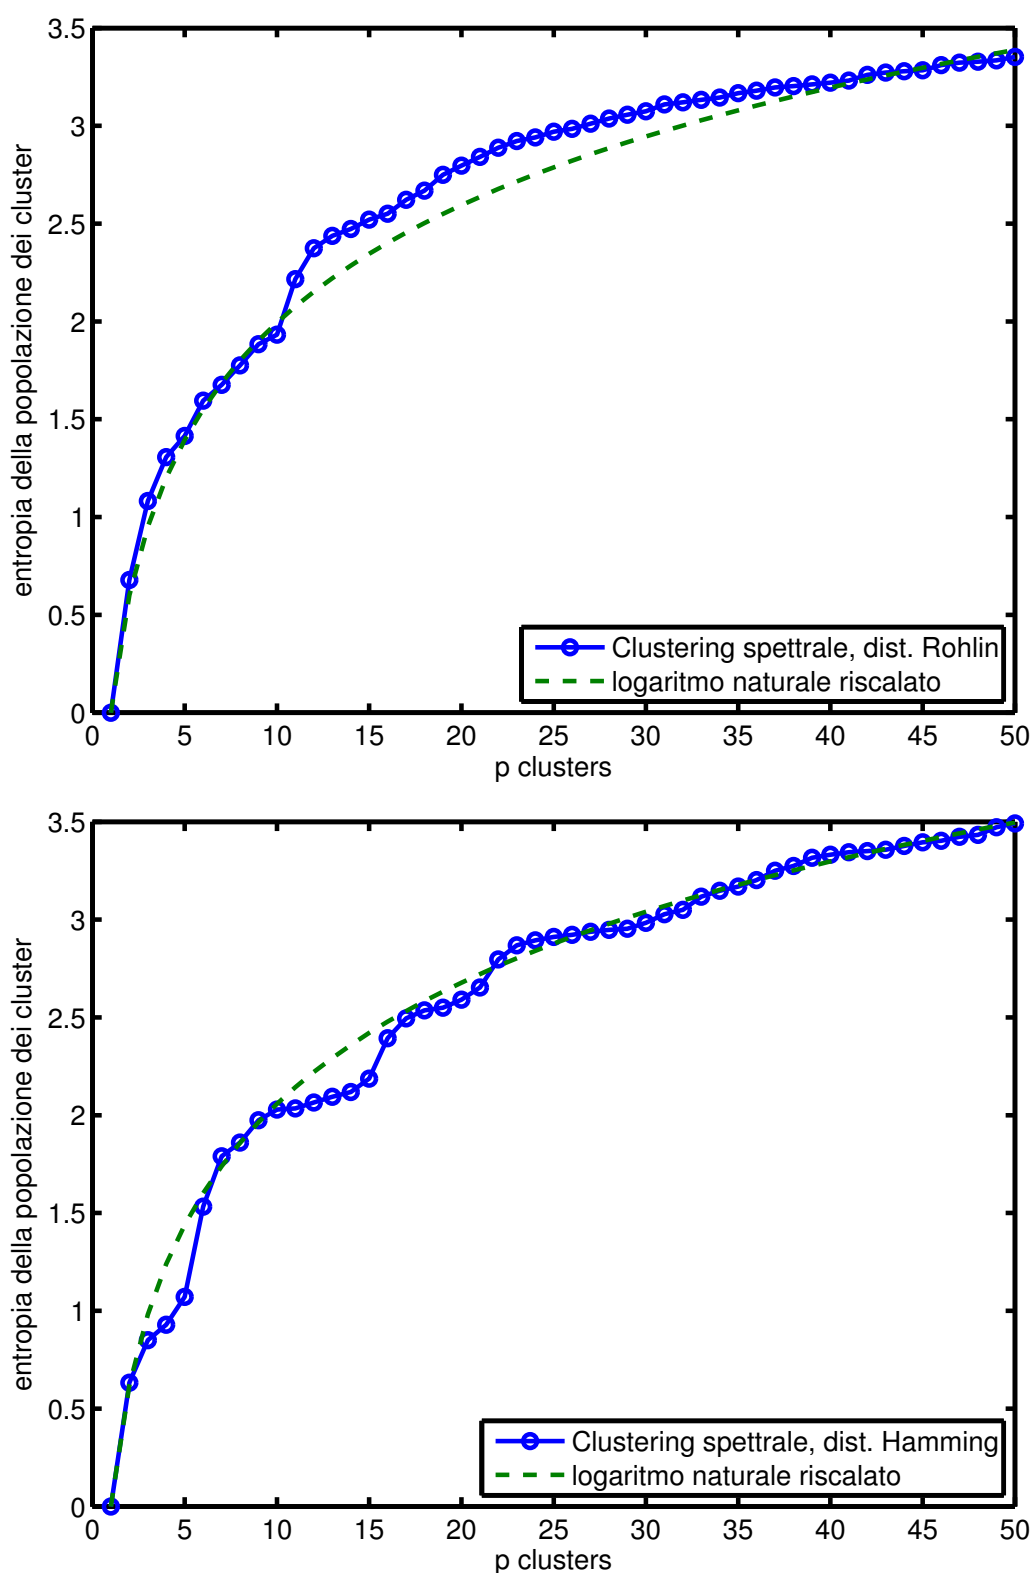 3.5
3
2.5
2
1.5
1
0.5
0
entropia della popolazione dei cluster
Clustering spettrale, dist. Rohlin
logaritmo naturale riscalato
0 5 10 15 20 25 30 35 40 45 50
p clusters
3.5
3
2.5
2
1.5
1
0.5
0
entropia della popolazione dei cluster
Clustering spettrale, dist. Hamming
logaritmo naturale riscalato
0 5 10 15 20 25 30 35 40 45 50
p clusters